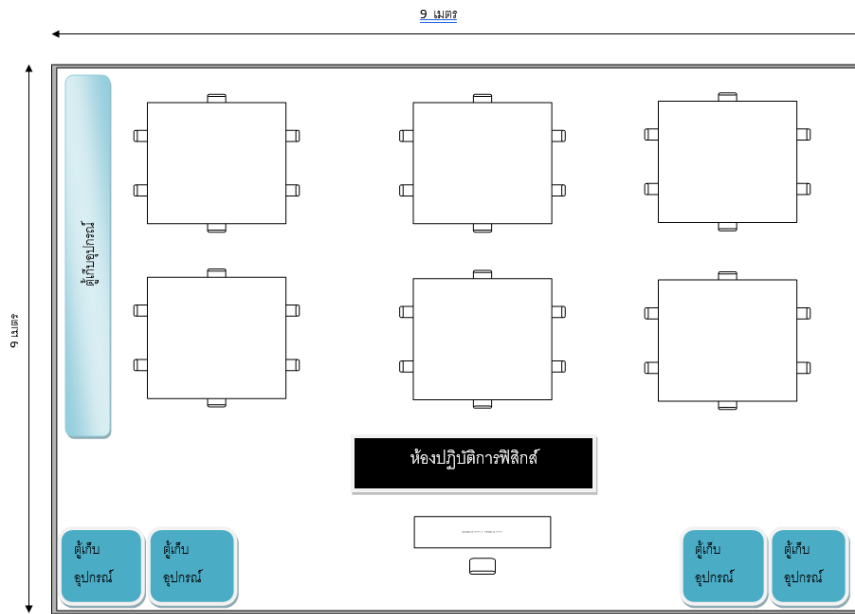 9 เมตร
ตู้เก็บอุปกรณ์
9 เมตร
ห้องปฏิบัติการฟิสิกส์
ตู้เก็บ
อุปกรณ์
ตู้เก็บ
อุปกรณ์
ตู้เก็บ
อุปกรณ์
ตู้เก็บ
อุปกรณ์